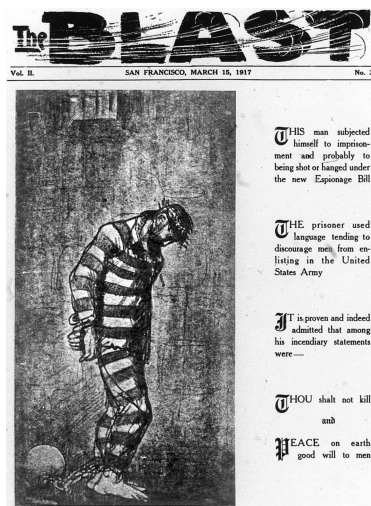 The BLAST
Vol. II. SAN FRANCISCO, MARCH 15, 1917 No.
THIS man subjected
himself to imprison-
ment and probably to
being shot or hanged under
the new Espionage Bill
THE prisoner used
language tending to
discourage men from en-
listing in the United
States Army
IT is proven and indeed
admitted that among
his incendiary statements
were—
THOU shalt not kill
and
PEACE on earth
good will to men